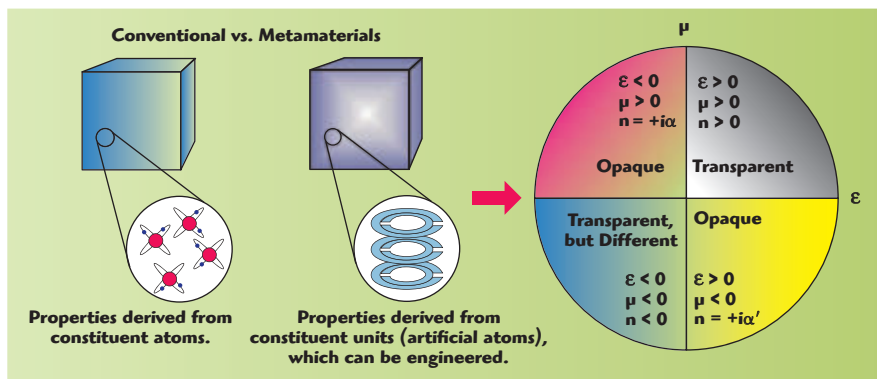 Conventional vs. Metamaterials
Properties derived from
constituent atoms.
Properties derived from
constituent units (artificial atoms),
which can be engineered.
μ
ε < 0
μ > 0
n = +iα
Opaque
ε > 0
μ > 0
n > 0
Transparent
ε
Transparent,
but Different
ε < 0
μ < 0
n < 0
Opaque
ε > 0
μ < 0
n = +iα′